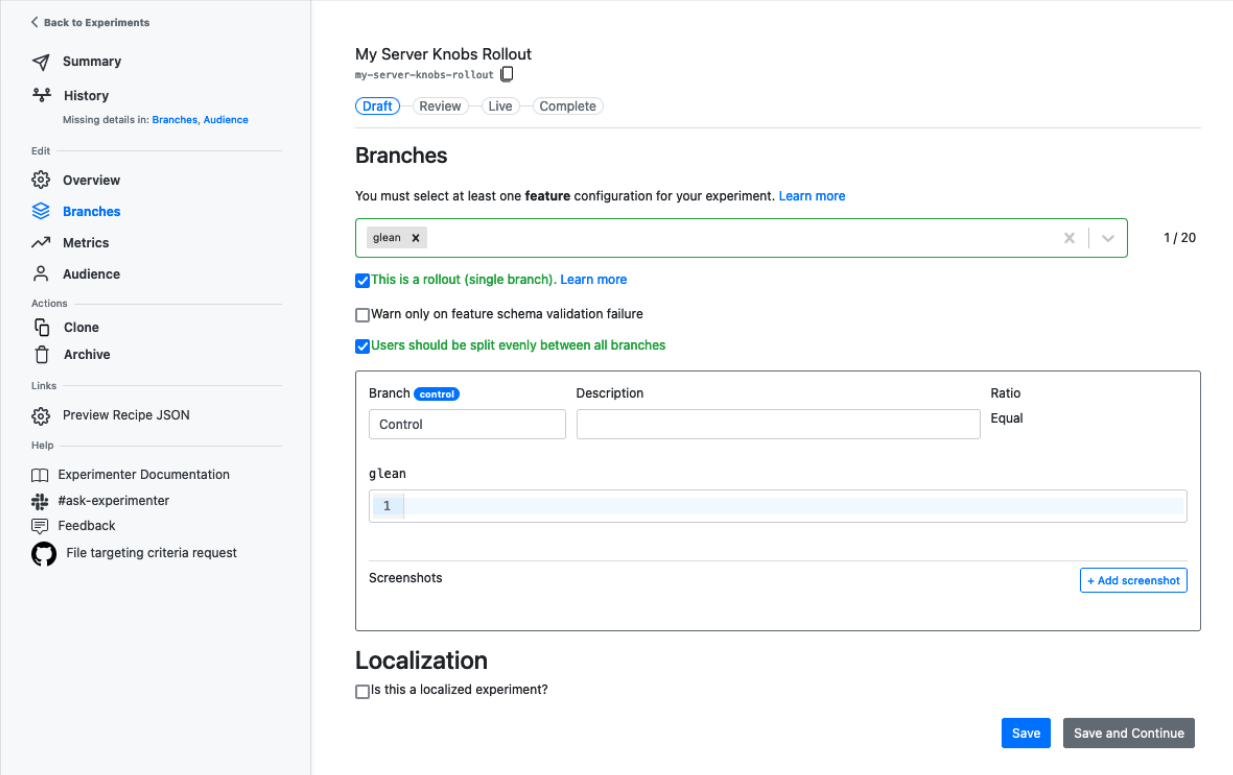 Back to Experiments
Summary
History
Missing details in: Branches, Audience
Edit
Overview
Branches
Metrics
Audience
Actions
Clone
Archive
Links
Preview Recipe JSON
Help
Experimenter Documentation
#ask-experimenter
Feedback
File targeting criteria request
My Server Knobs Rollout
my-server-knobs-rollout
Draft Review Live Complete
Branches
You must select at least one feature configuration for your experiment. Learn more
glean 1 / 20
This is a rollout (single branch). Learn more
Warn only on feature schema validation failure
Users should be split evenly between all branches
Branch control Description Ratio
Control Equal
glean
1
Screenshots + Add screenshot
Localization
Is this a localized experiment?
Save Save and Continue